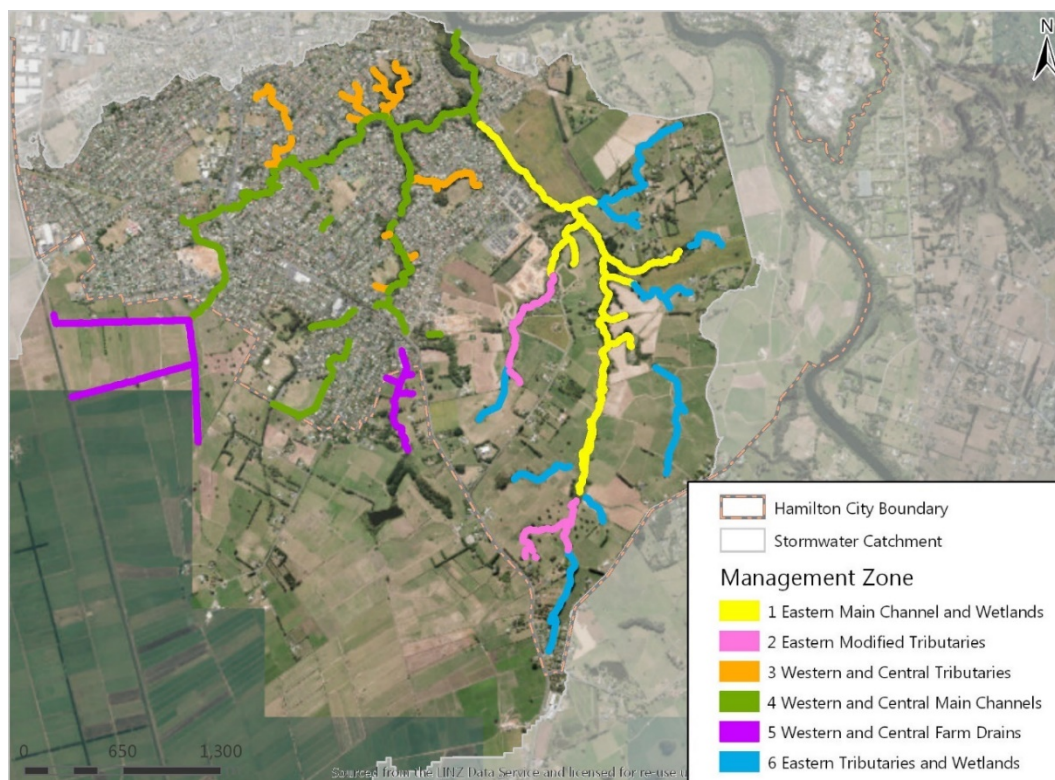 N
Hamilton City Boundary
Stormwater Catchment
Management Zone
1 Eastern Main Channel and Wetlands
2 Eastern Modified Tributaries
3 Western and Central Tributaries
4 Western and Central Main Channels
5 Western and Central Farm Drains
6 Eastern Tributaries and Wetlands
0 650 1,300
Sourced from the LINZ Data Service and licensed for re-use u